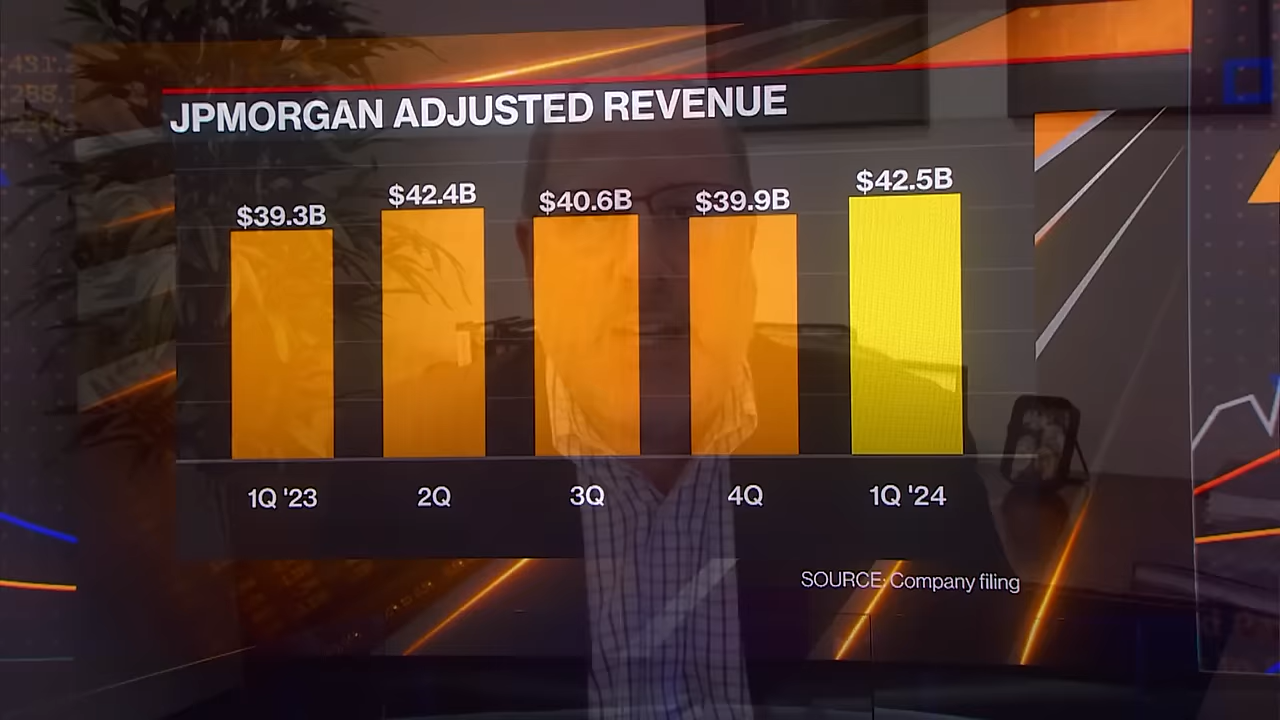 JPMORGAN ADJUSTED REVENUE
$39.3B $42.4B $40.6B $39.9B $42.5B
1Q '23 2Q 3Q 4Q 1Q '24
SOURCE: Company filing